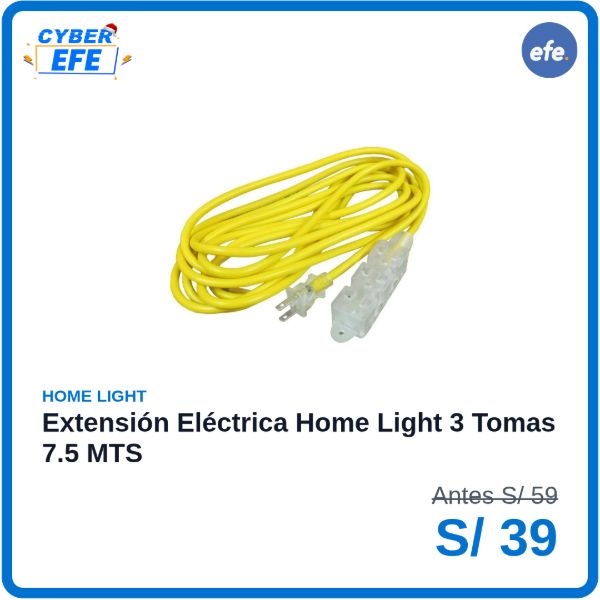 CYBER
EFE
efe.
HOME LIGHT
Extensión Eléctrica Home Light 3 Tomas
7.5 MTS
Antes S/ 59
S/ 39